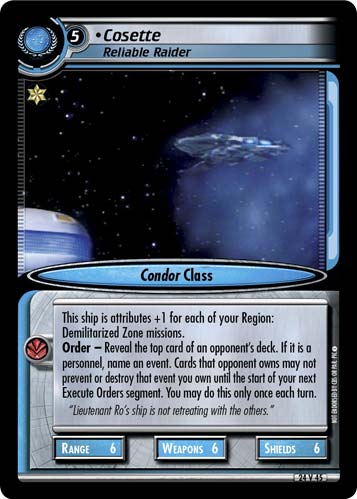 5
•Cosette
Reliable Raider
Condor Class
This ship is attributes +1 for each of your Region:
Demilitarized Zone missions.
Order – Reveal the top card of an opponent's deck. If it is a
personnel, name an event. Cards that opponent owns may not
prevent or destroy that event you own until the start of your next
Execute Orders segment. You may do this only once each turn.
"Lieutenant Ro's ship is not retreating with the others."
RANGE 6
WEAPONS 6
SHIELDS 6
24 V 45